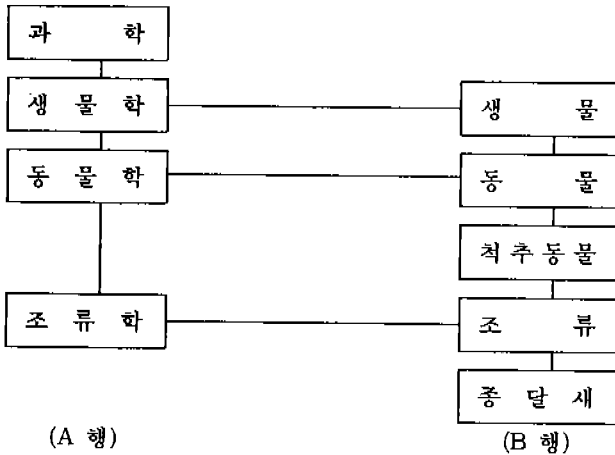 과 학
생 물 학 생 물
동 물 학 동 물
척 추 동 물
조 류 학 조 류
종 달 새
(A 행) (B 행)